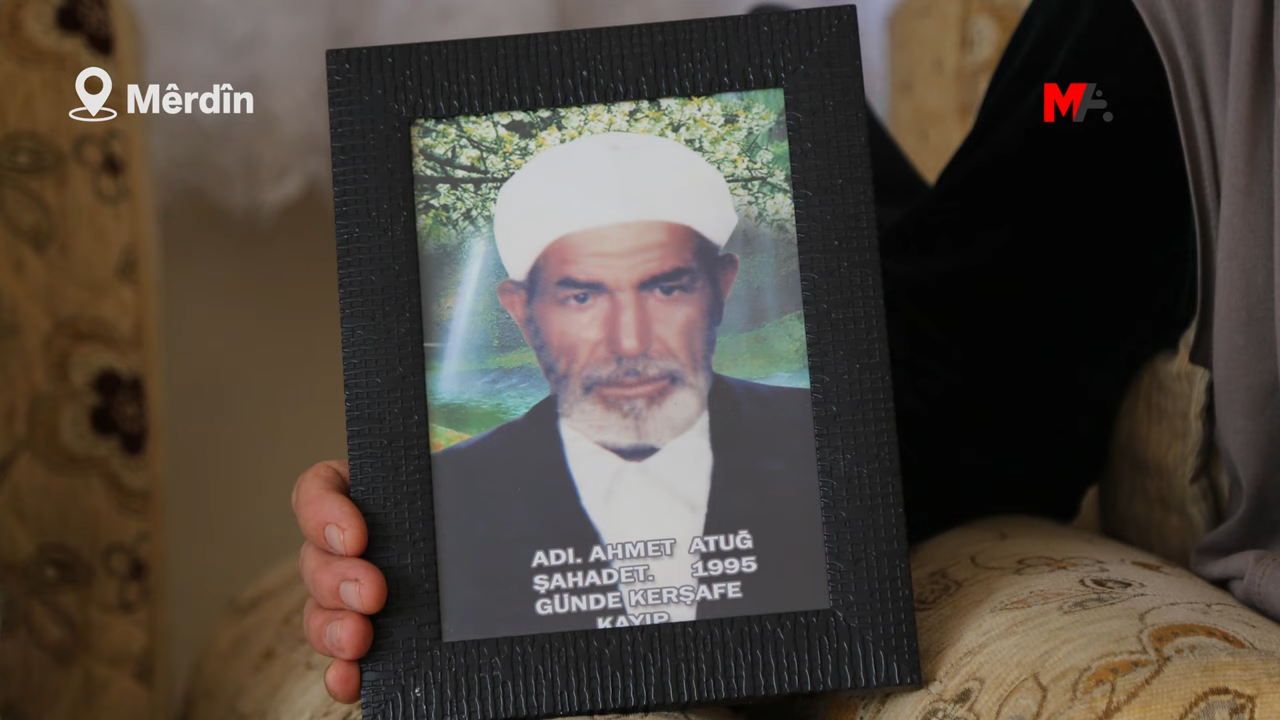 Mêrdîn
MA
ADI. AHMET ATUĞ
ŞAHADET. 1995
GÜNDE KERŞAFE
KAYIP